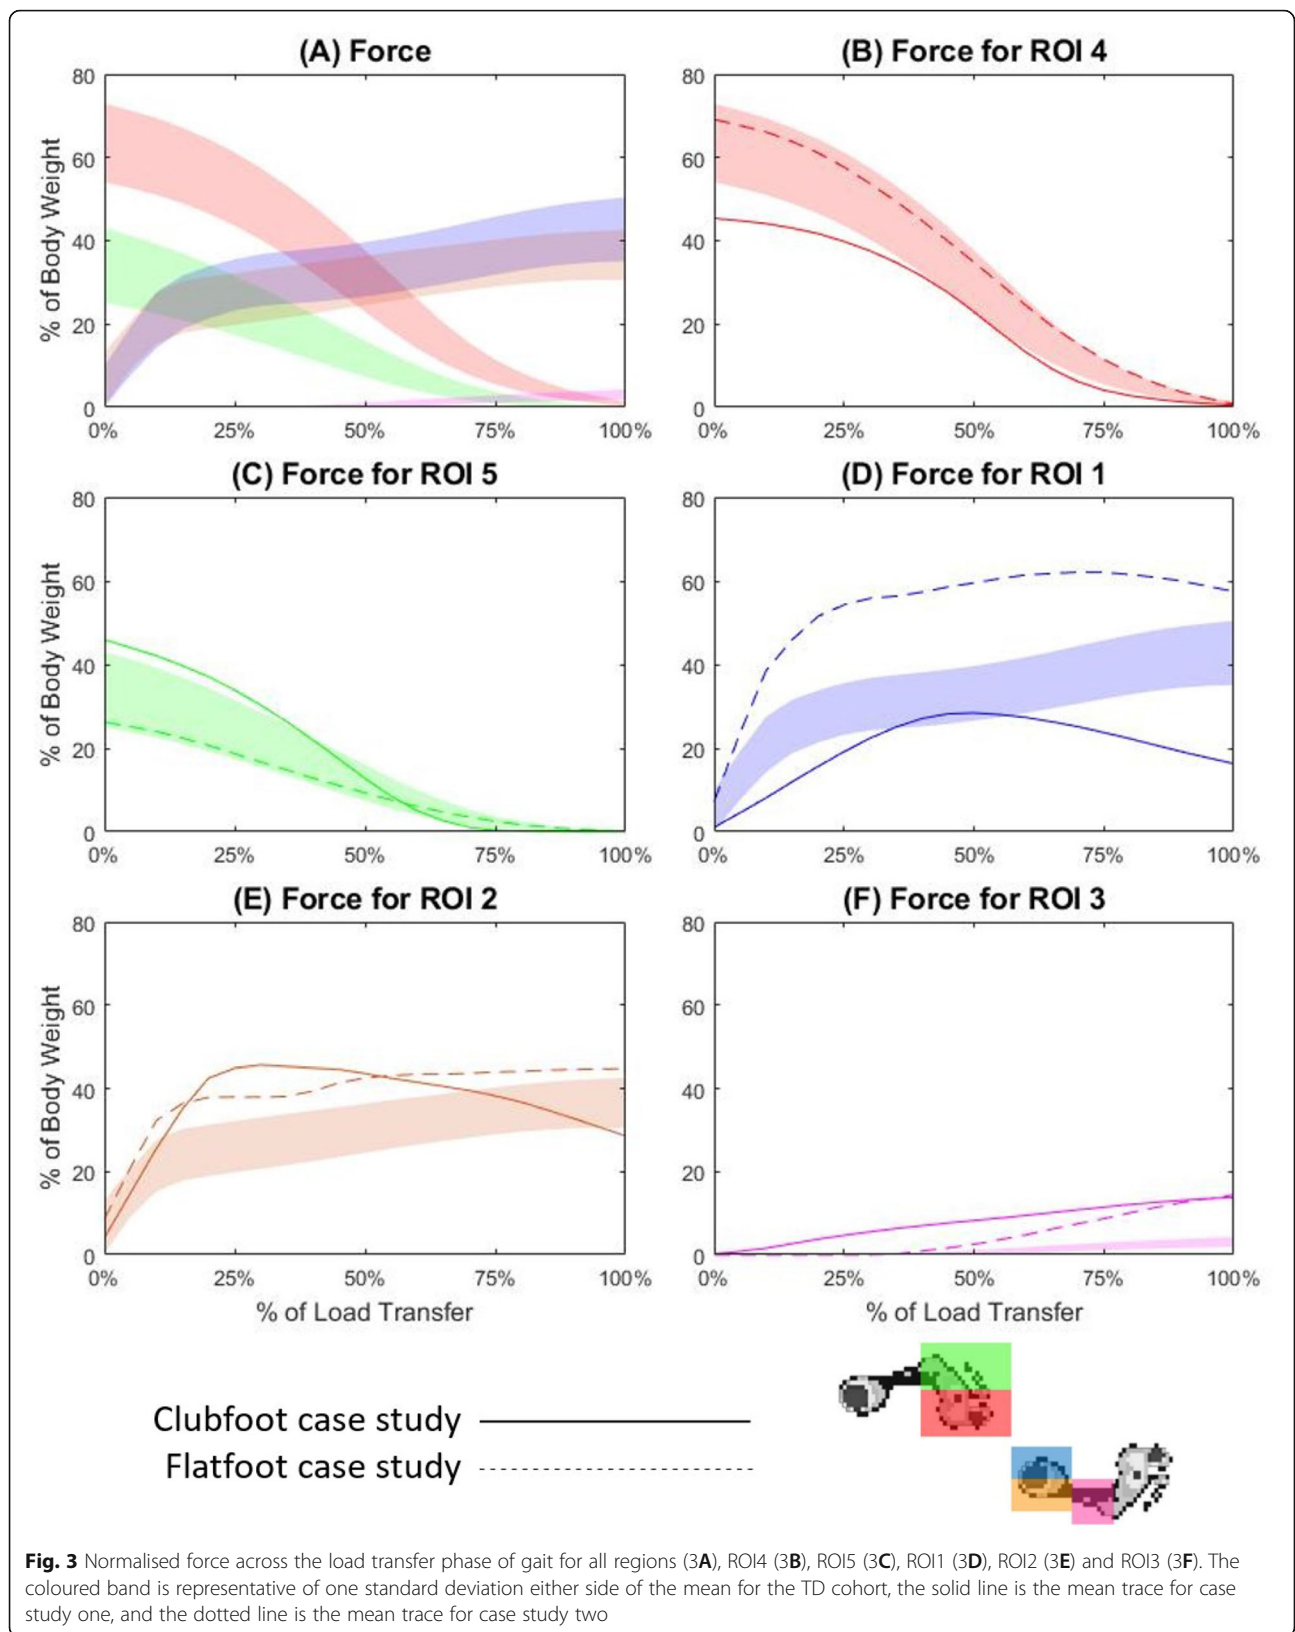 (A) Force
(B) Force for ROI 4
80
60
40
20
0
% of Body Weight
0% 25% 50% 75% 100%
80
60
40
20
0
0% 25% 50% 75% 100%
(C) Force for ROI 5
(D) Force for ROI 1
80
60
40
20
0
% of Body Weight
0% 25% 50% 75% 100%
80
60
40
20
0
0% 25% 50% 75% 100%
(E) Force for ROI 2
(F) Force for ROI 3
80
60
40
20
0
% of Body Weight
0% 25% 50% 75% 100%
% of Load Transfer
80
60
40
20
0
0% 25% 50% 75% 100%
% of Load Transfer
Clubfoot case study
Flatfoot case study
Fig. 3 Normalised force across the load transfer phase of gait for all regions (3A), ROI4 (3B), ROI5 (3C), ROI1 (3D), ROI2 (3E) and ROI3 (3F). The
coloured band is representative of one standard deviation either side of the mean for the TD cohort, the solid line is the mean trace for case
study one, and the dotted line is the mean trace for case study two